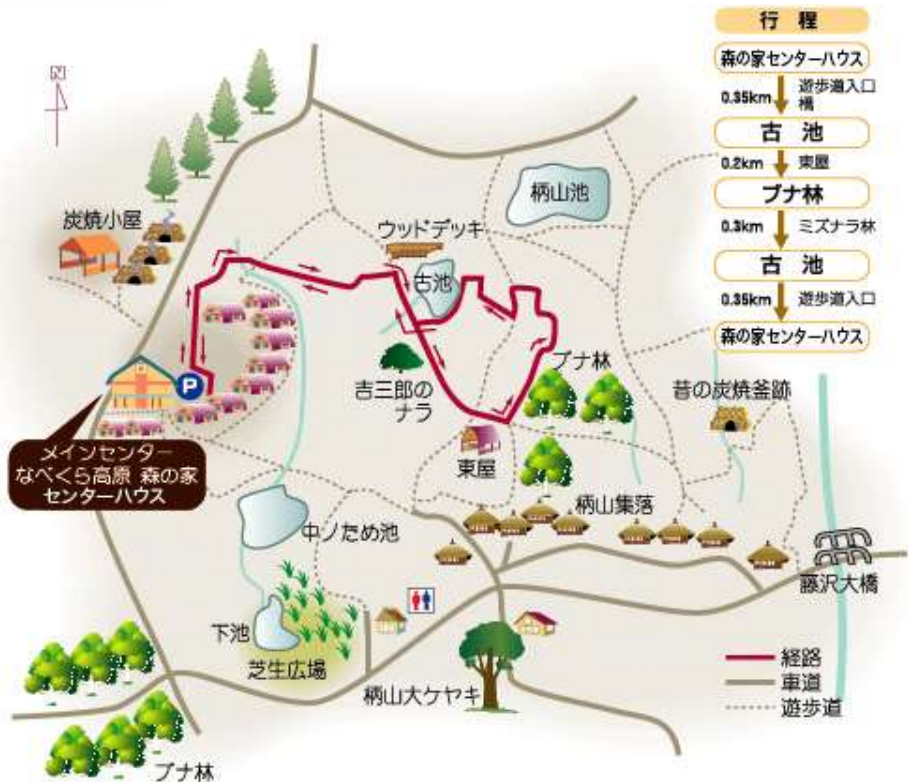 行程
森の家センターハウス
0.35km
遊歩道入口
橋
古池
0.2km
東屋
ブナ林
0.3km
ミズナラ林
古池
0.35km
遊歩道入口
森の家センターハウス
N
炭焼小屋
ウッドデッキ
柄山池
古池
P
吉三郎の
ナラ
ブナ林
昔の炭焼釜跡
メインセンター
なべくら高原 森の家
センターハウス
東屋
柄山集落
中ノため池
藤沢大橋
下池
芝生広場
柄山大ケヤキ
経路
車道
遊歩道
ブナ林